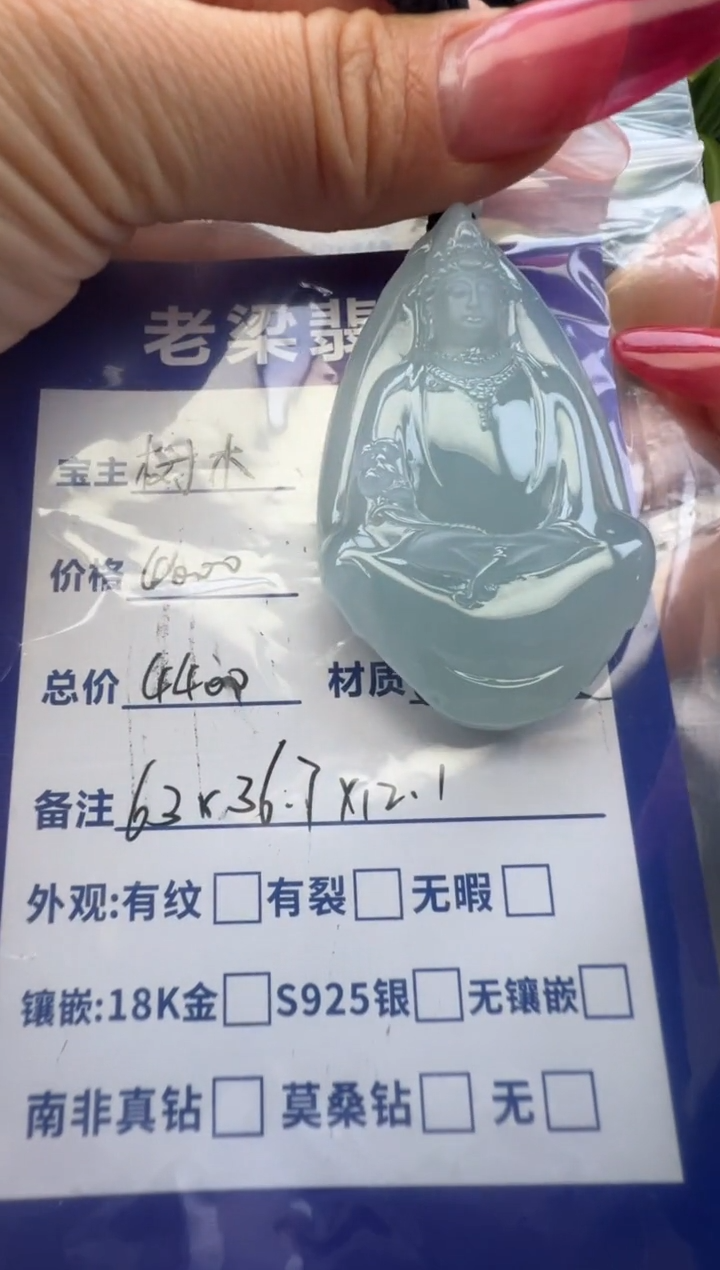 老梁翡
宝主 树木
价格 4000
总价 4400 材质
备注 63x36.7x12.1
外观:有纹 有裂 无暇
镶嵌:18K金 S925银 无镶嵌
南非真钻 莫桑钻 无